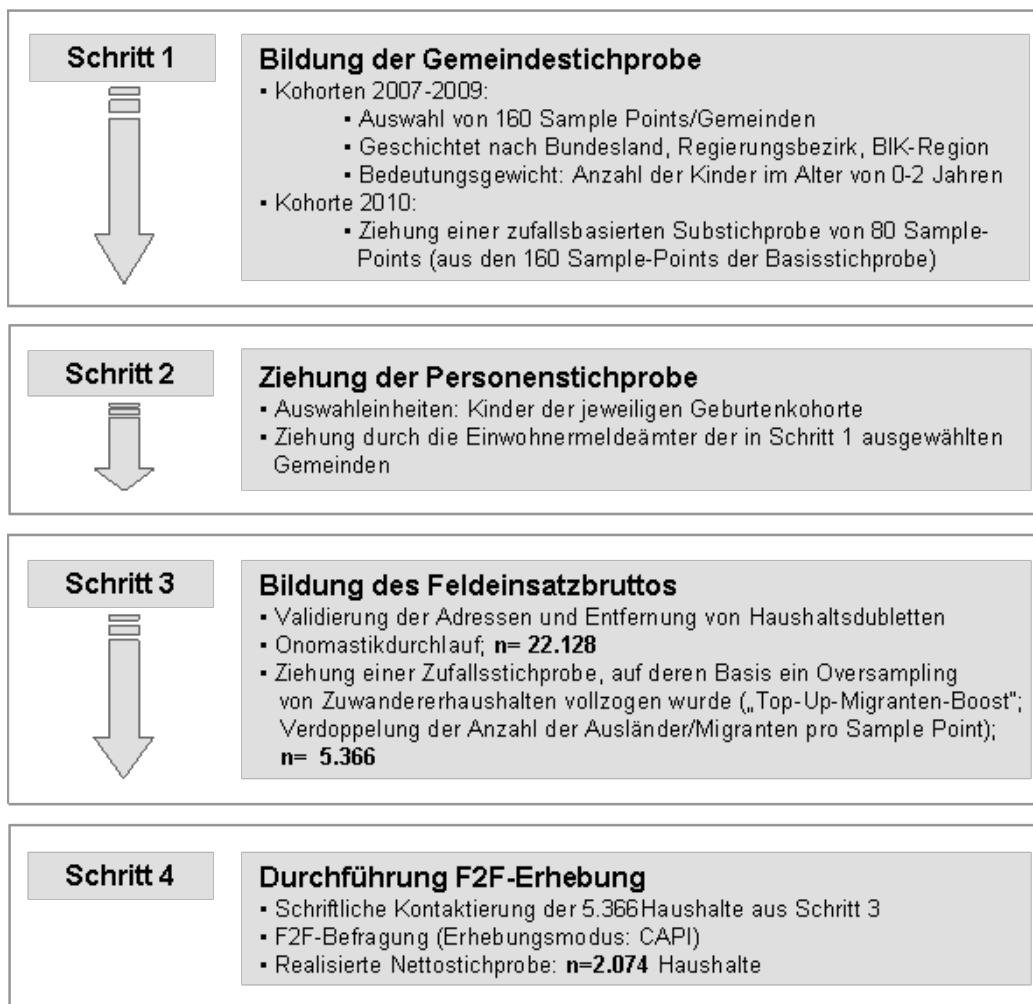 Schritt 1
Bildung der Gemeindestichprobe
▪ Kohorten 2007-2009:
▪ Auswahl von 160 Sample Points/Gemeinden
▪ Geschichtet nach Bundesland, Regierungsbezirk, BIK-Region
▪ Bedeutungsgewicht: Anzahl der Kinder im Alter von 0-2 Jahren
▪ Kohorte 2010:
▪ Ziehung einer zufallsbasierten Substichprobe von 80 Sample-
Points (aus den 160 Sample-Points der Basisstichprobe)
Schritt 2
Ziehung der Personenstichprobe
▪ Auswahleinheiten: Kinder der jeweiligen Geburtenkohorte
▪ Ziehung durch die Einwohnermeldeämter der in Schritt 1 ausgewählten
Gemeinden
Schritt 3
Bildung des Feldeinsatzbruttos
▪ Validierung der Adressen und Entfernung von Haushaltsdubletten
▪ Onomastikdurchlauf; n= 22.128
▪ Ziehung einer Zufallsstichprobe, auf deren Basis ein Oversampling
von Zuwandererhaushalten vollzogen wurde („Top-Up-Migranten-Boost“;
Verdoppelung der Anzahl der Ausländer/Migranten pro Sample Point);
n= 5.366
Schritt 4
Durchführung F2F-Erhebung
▪ Schriftliche Kontaktierung der 5.366 Haushalte aus Schritt 3
▪ F2F-Befragung (Erhebungsmodus: CAPI)
▪ Realisierte Nettostichprobe: n=2.074 Haushalte